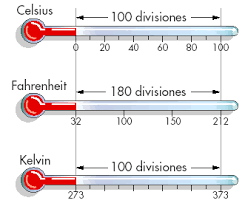 Celsius
100 divisiones
0 20 40 60 80 100
Fahrenheit
180 divisiones
32 100 150 212
Kelvin
100 divisiones
273 373